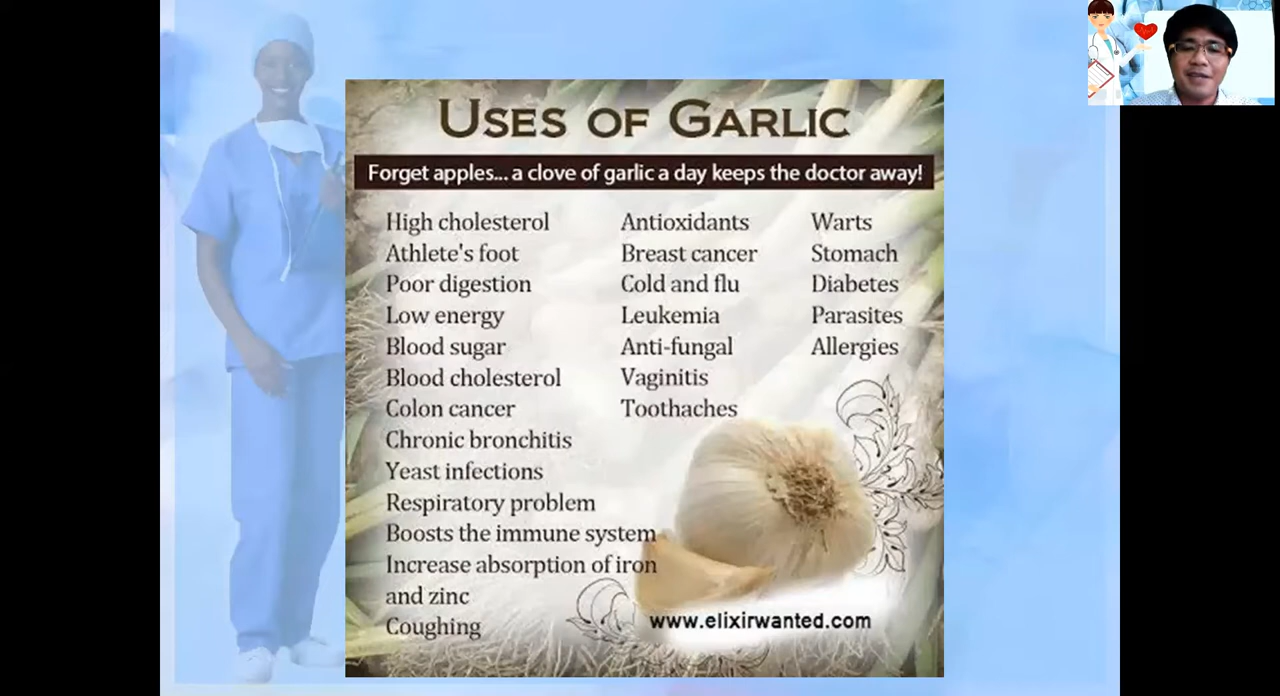 USES OF GARLIC
Forget apples... a clove of garlic a day keeps the doctor away!
High cholesterol
Athlete's foot
Poor digestion
Low energy
Blood sugar
Blood cholesterol
Colon cancer
Chronic bronchitis
Yeast infections
Respiratory problem
Boosts the immune system
Increase absorption of iron
and zinc
Coughing
Antioxidants
Breast cancer
Cold and flu
Leukemia
Anti-fungal
Vaginitis
Toothaches
Warts
Stomach
Diabetes
Parasites
Allergies
www.elixirwanted.com